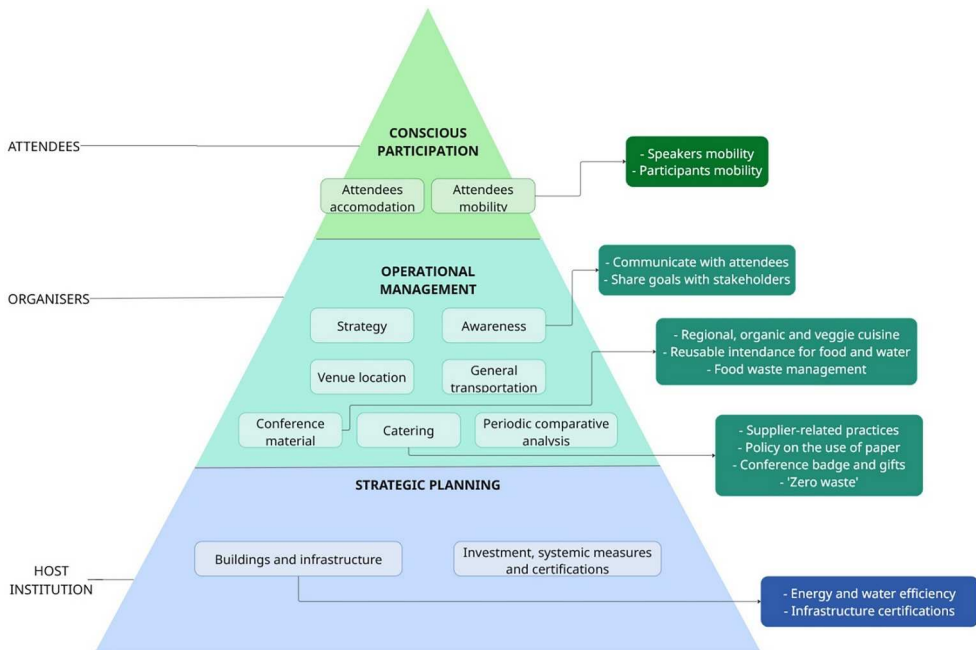 CONSCIOUS
PARTICIPATION
ATTENDEES
- Speakers mobility
- Participants mobility
Attendees
accomodation
Attendees
mobility
OPERATIONAL
MANAGEMENT
- Communicate with attendees
- Share goals with stakeholders
ORGANISERS
Strategy
Awareness
- Regional, organic and veggie cuisine
- Reusable intendance for food and water
- Food waste management
Venue location
General
transportation
Conference
material
Catering
Periodic comparative
analysis
- Supplier-related practices
- Policy on the use of paper
- Conference badge and gifts
- 'Zero waste'
STRATEGIC PLANNING
Buildings and infrastructure
Investment, systemic measures
and certifications
HOST
INSTITUTION
- Energy and water efficiency
- Infrastructure certifications